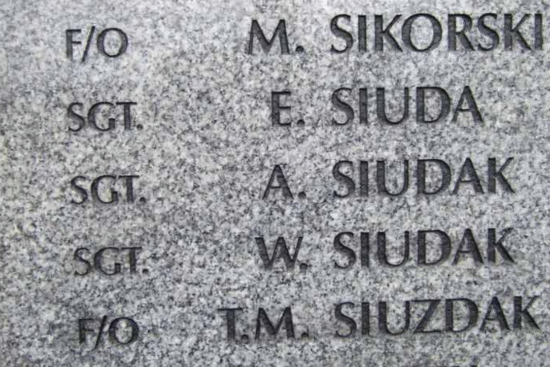 F/O M. SIKORSKI
SGT. E. SIUDA
SGT. A. SIUDAK
SGT. W. SIUDAK
F/O T.M. SIUZDAK